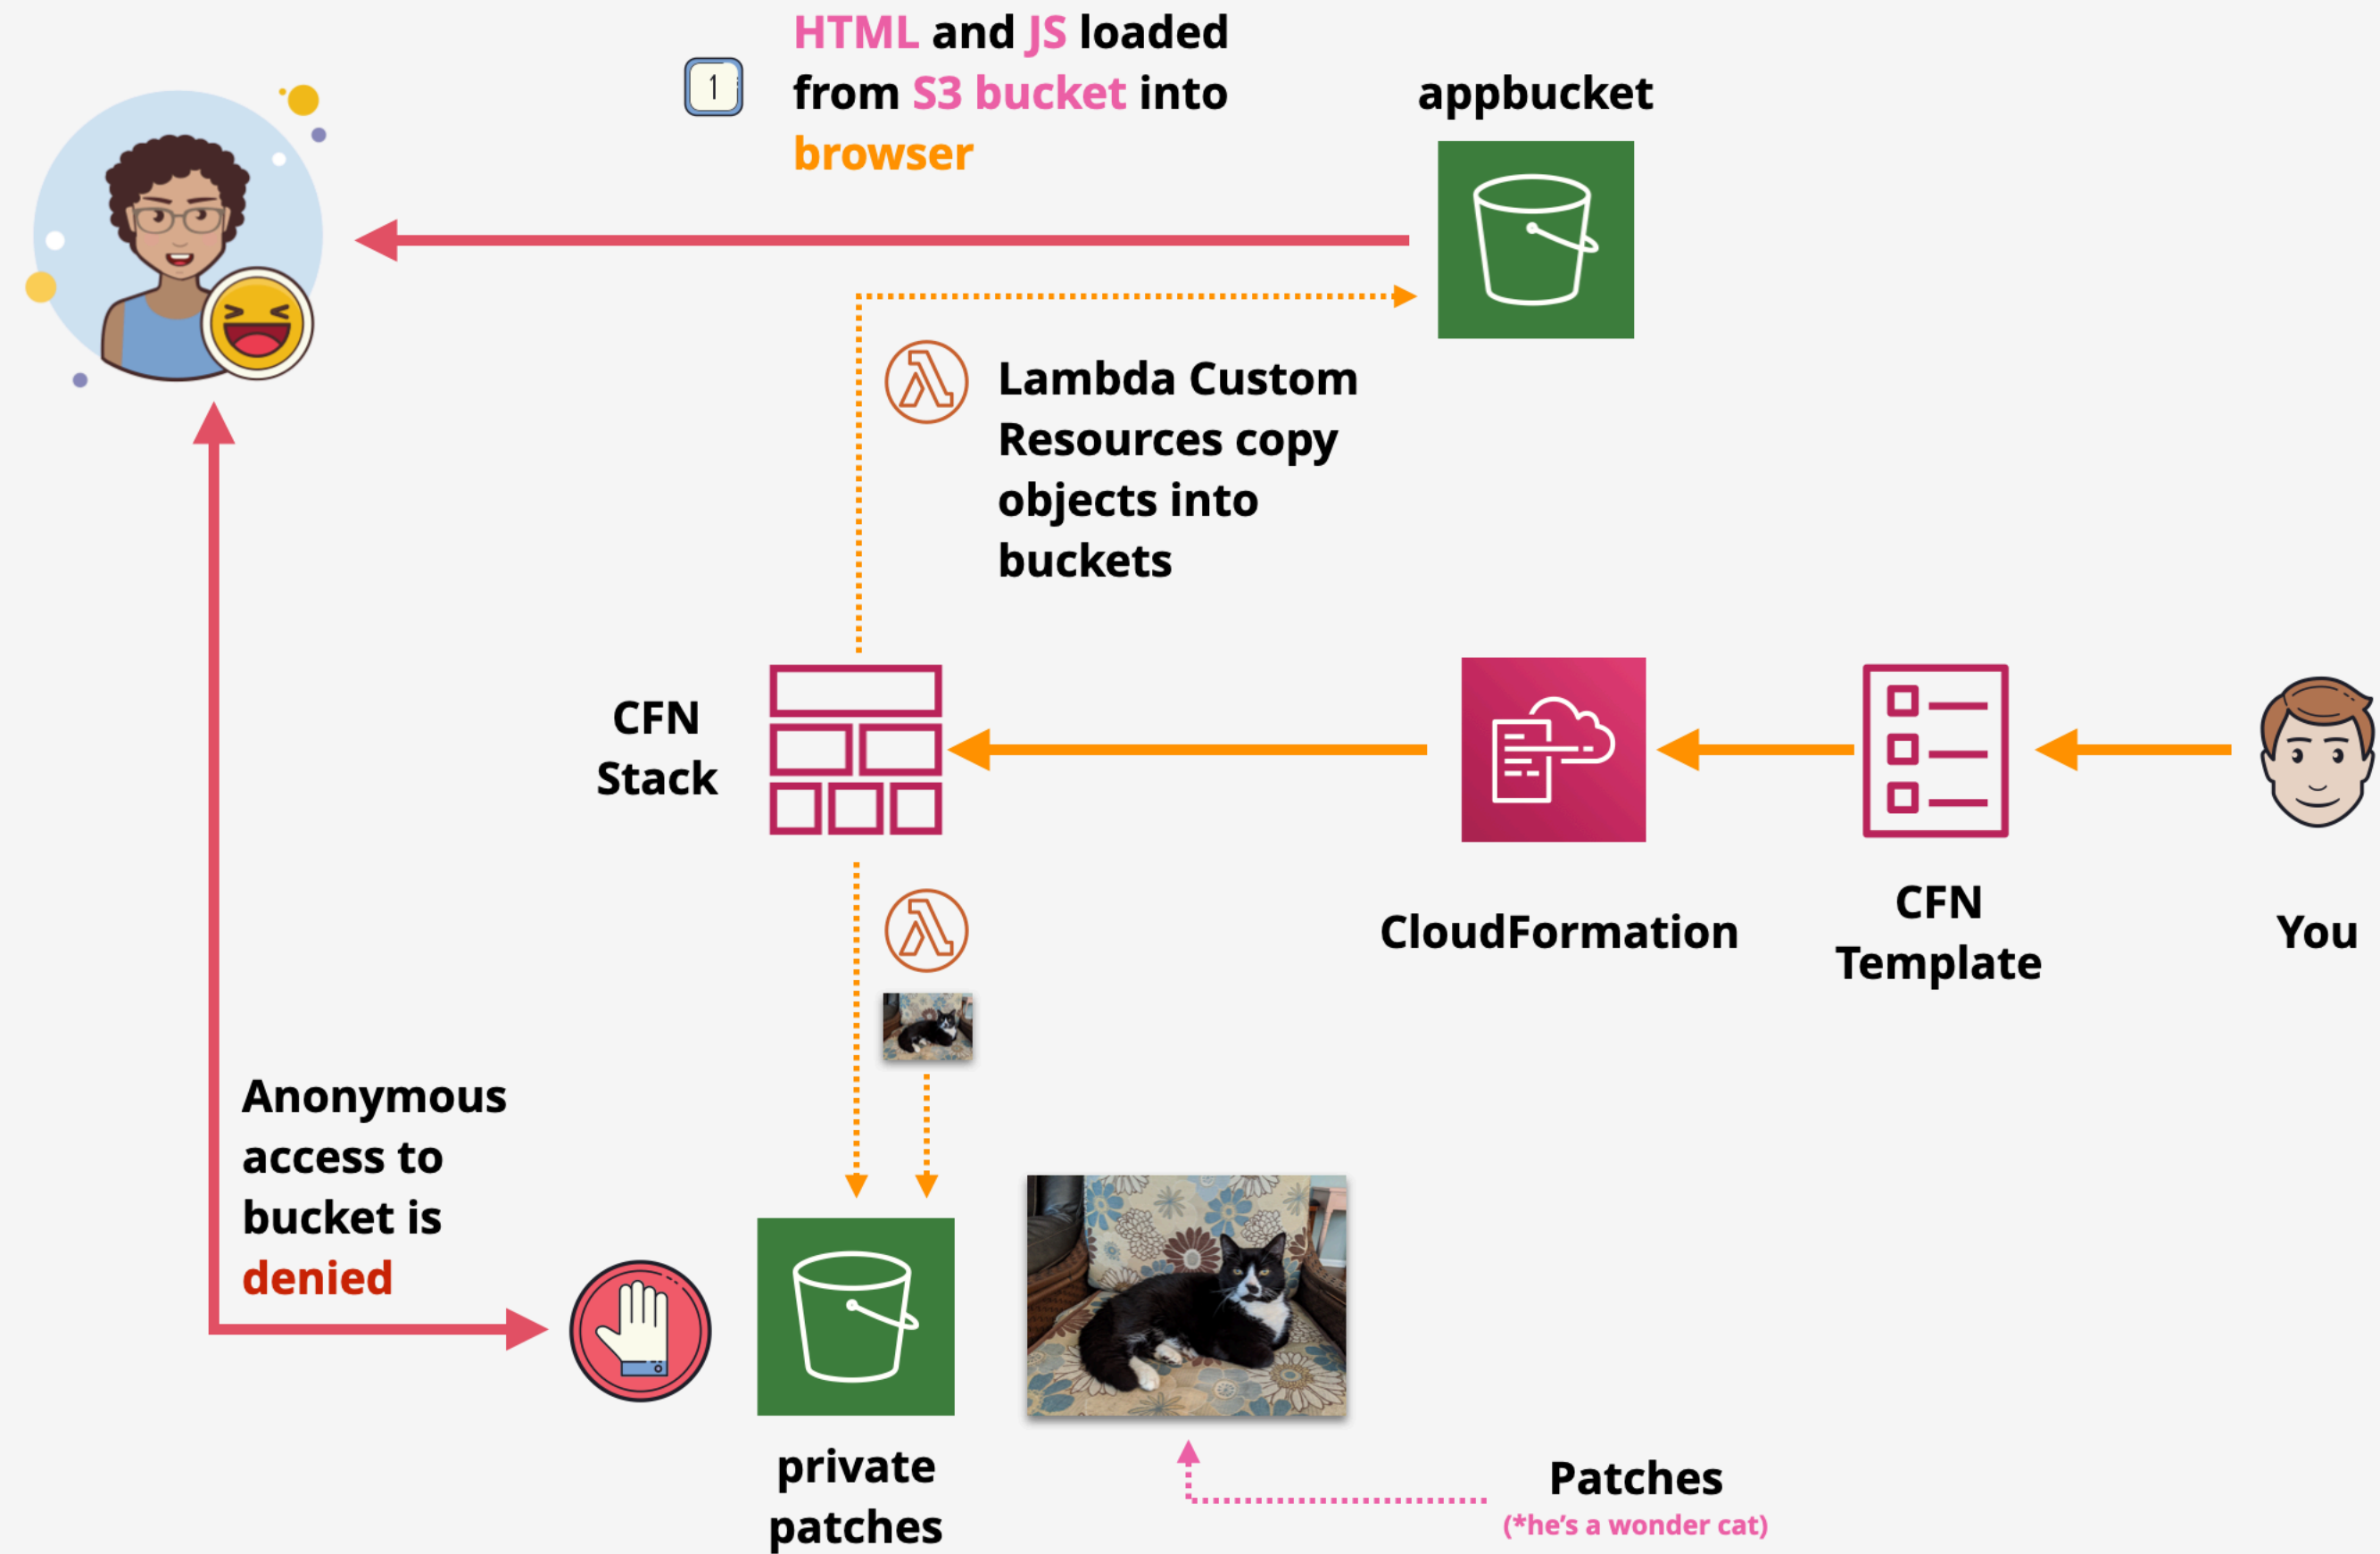 HTML and JS loaded
from S3 bucket into
browser
1
appbucket
Lambda Custom
Resources copy
objects into
buckets
CFN
Stack
CloudFormation
CFN
Template
You
Anonymous
access to
bucket is
denied
private
patches
Patches
(*he's a wonder cat)